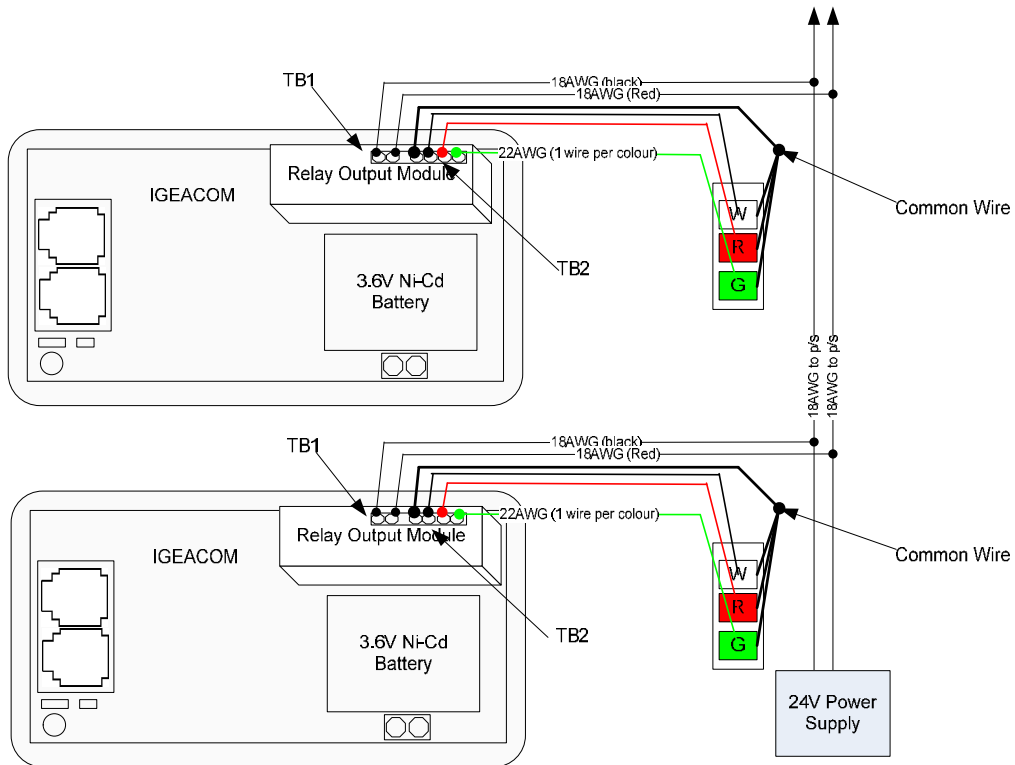 TB1
18AWG (black)
18AWG (Red)
22AWG (1 wire per colour)
Relay Output Module
IGEACOM
Common Wire
W
R
G
TB2
3.6V Ni-Cd
Battery
18AWG to p/s
18AWG to p/s
TB1
18AWG (black)
18AWG (Red)
22AWG (1 wire per colour)
Relay Output Module
IGEACOM
Common Wire
W
R
G
TB2
3.6V Ni-Cd
Battery
24V Power
Supply